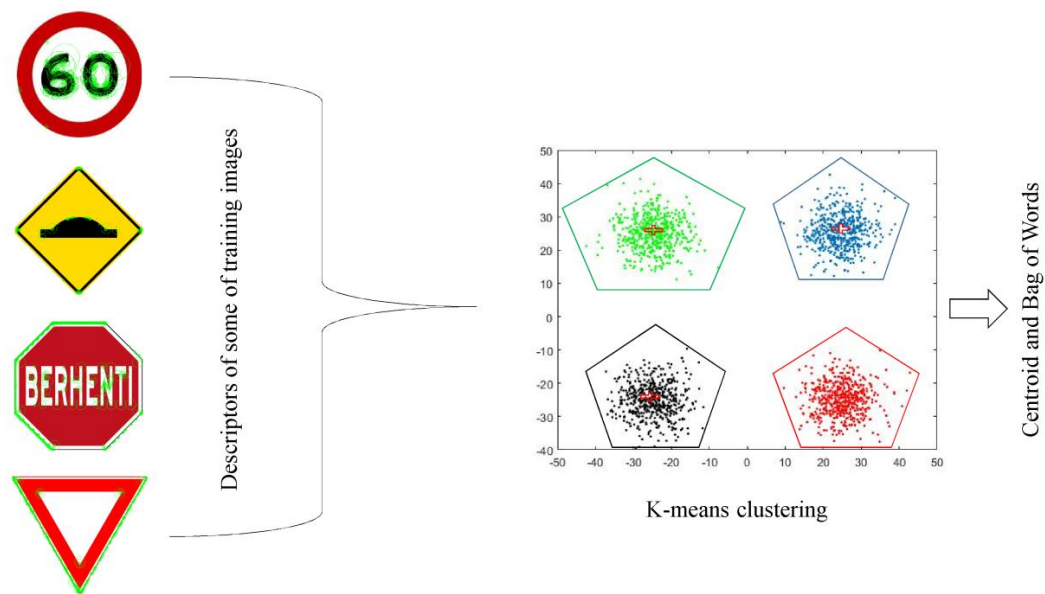 60
BERHENTI
Descriptors of some of training images
50
40
30
20
10
0
-10
-20
-30
-40
-50 -40 -30 -20 -10 0 10 20 30 40 50
K-means clustering
Centroid and Bag of Words